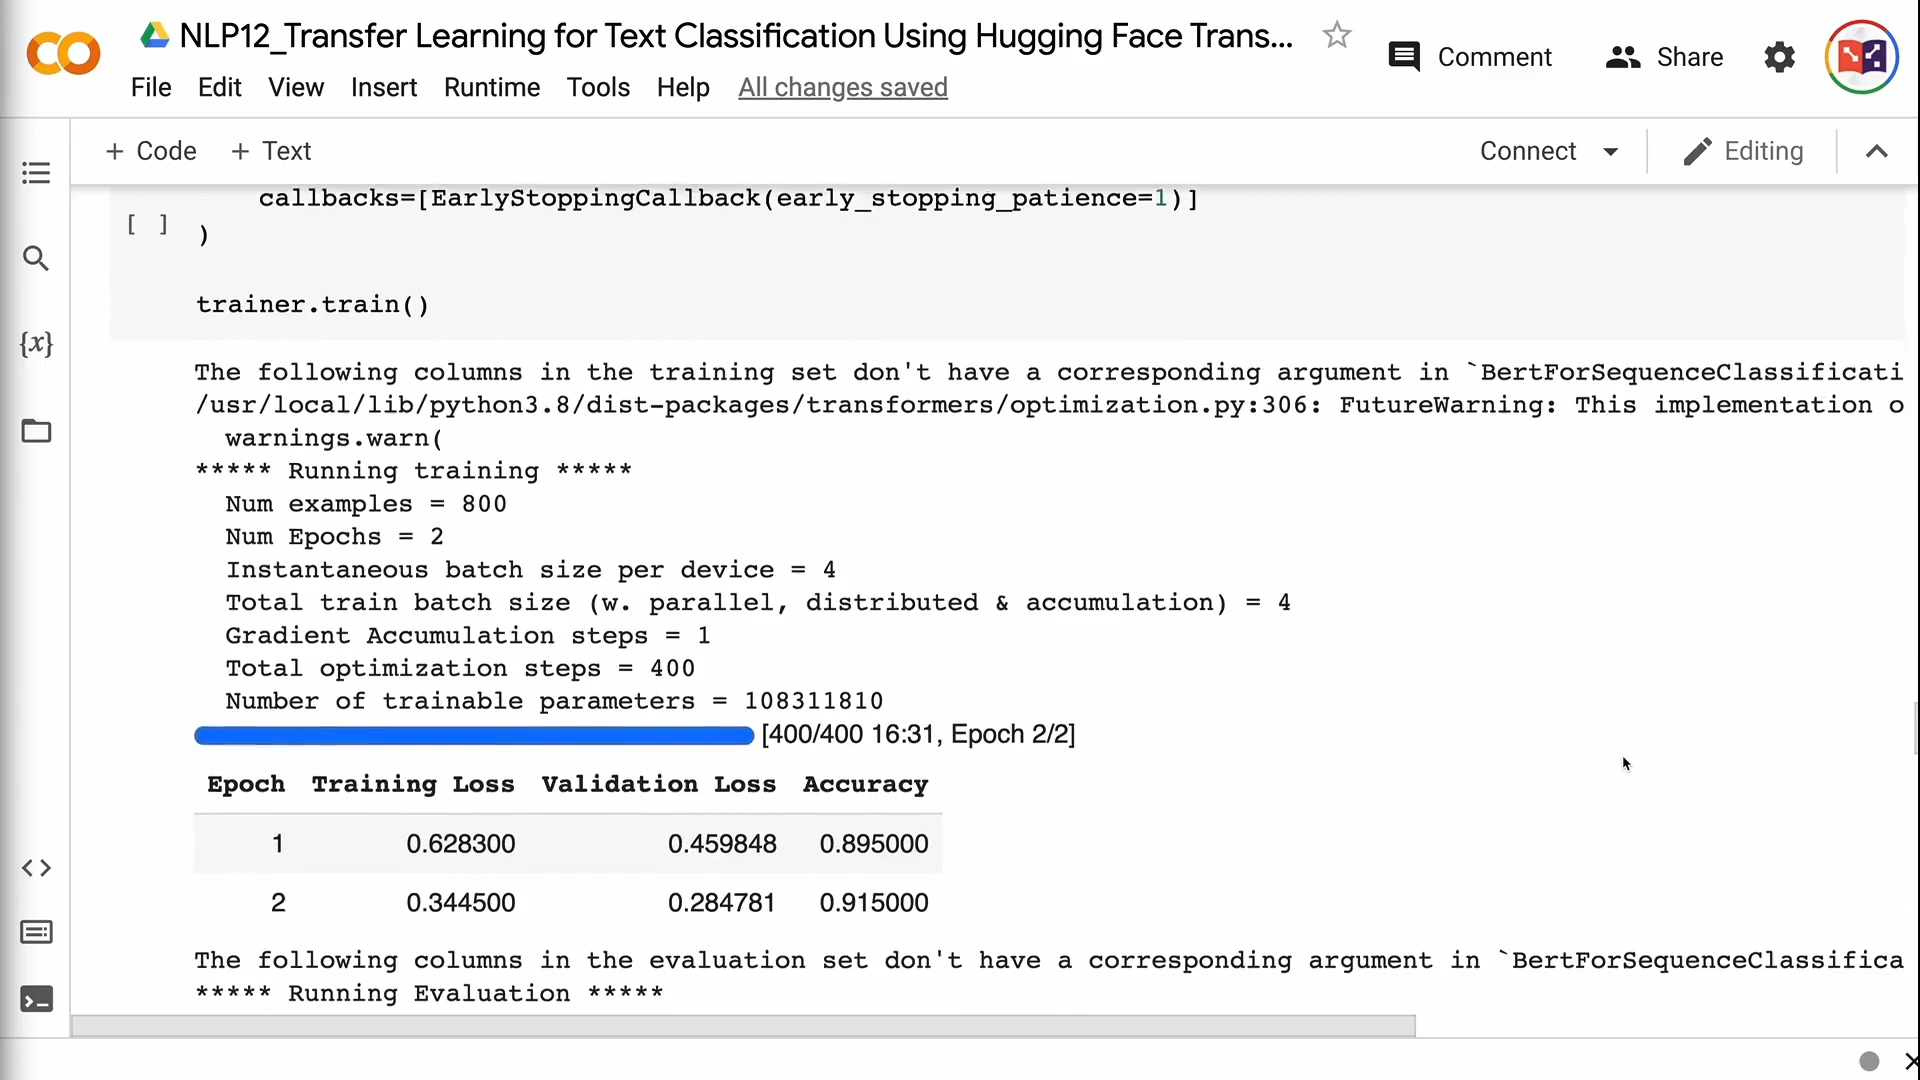 NLP12_Transfer Learning for Text Classification Using Hugging Face Trans...
Comment
Share
File Edit View Insert Runtime Tools Help All changes saved
+ Code + Text
Connect
Editing
{x}
callbacks=[EarlyStoppingCallback(early_stopping_patience=1)]
[ ] )
trainer.train()
The following columns in the training set don't have a corresponding argument in `BertForSequenceClassificati
/usr/local/lib/python3.8/dist-packages/transformers/optimization.py:306: FutureWarning: This implementation o
warnings.warn(
***** Running training *****
Num examples = 800
Num Epochs = 2
Instantaneous batch size per device = 4
Total train batch size (w. parallel, distributed & accumulation) = 4
Gradient Accumulation steps = 1
Total optimization steps = 400
Number of trainable parameters = 108311810
[400/400 16:31, Epoch 2/2]
Epoch Training Loss Validation Loss Accuracy
1 0.628300 0.459848 0.895000
2 0.344500 0.284781 0.915000
The following columns in the evaluation set don't have a corresponding argument in `BertForSequenceClassifica
***** Running Evaluation *****